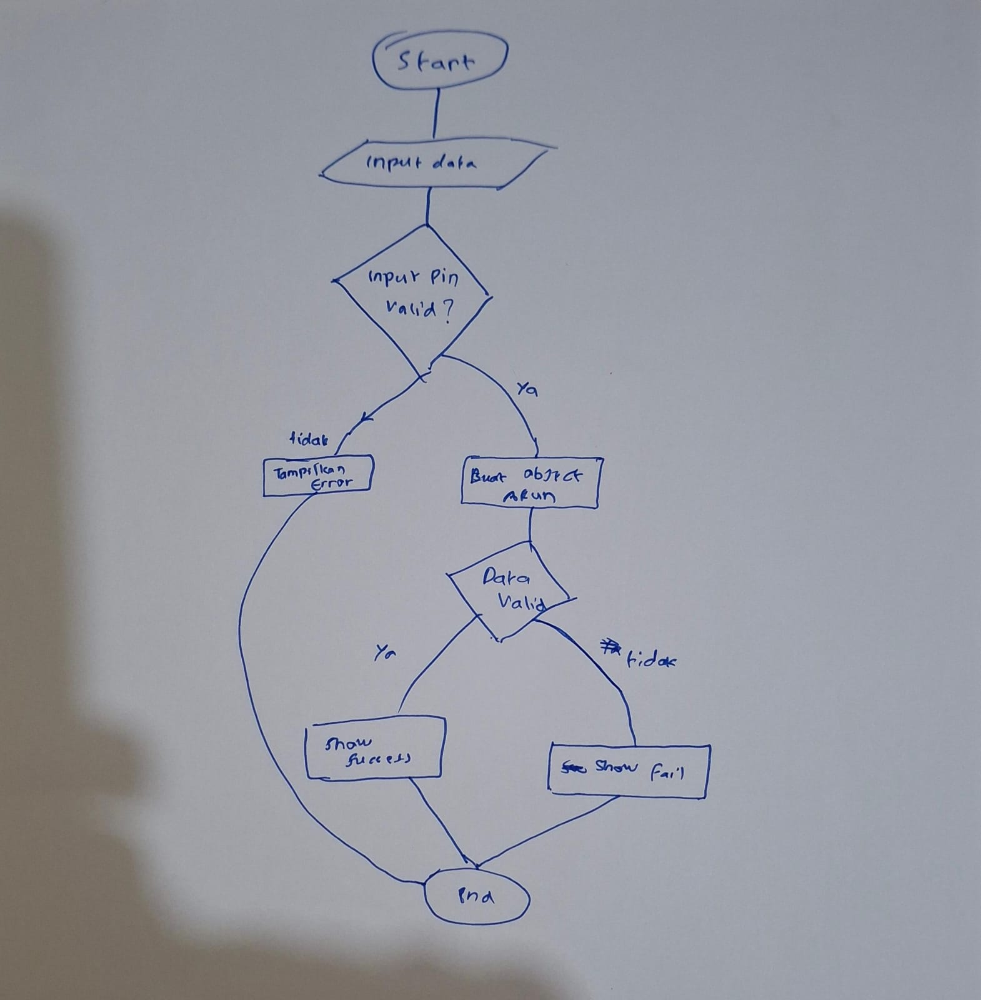 Start
Input data
Input Pin
Valid?
Ya
tidak
Tampilkan
Error
Buat object
Akun
Data
Valid
Ya
tidak
Show
Success
Show Fail
End